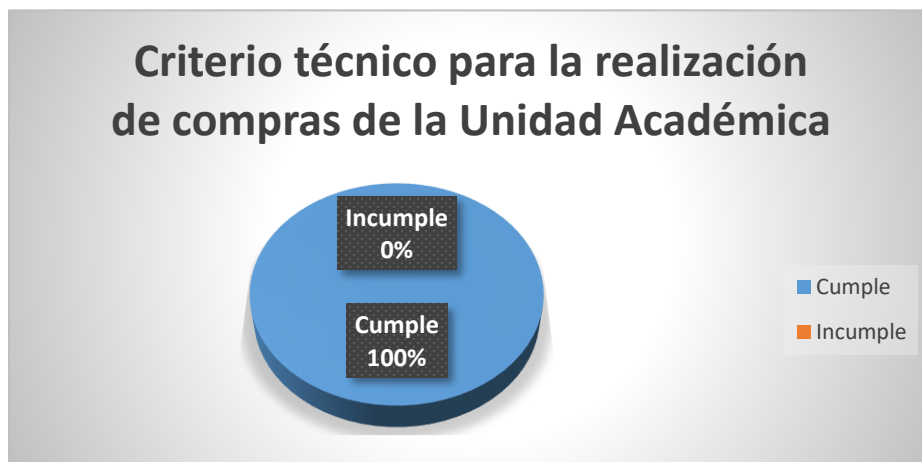 Criterio técnico para la realización
de compras de la Unidad Académica
Incumple
0%
Cumple
100%
Cumple
Incumple